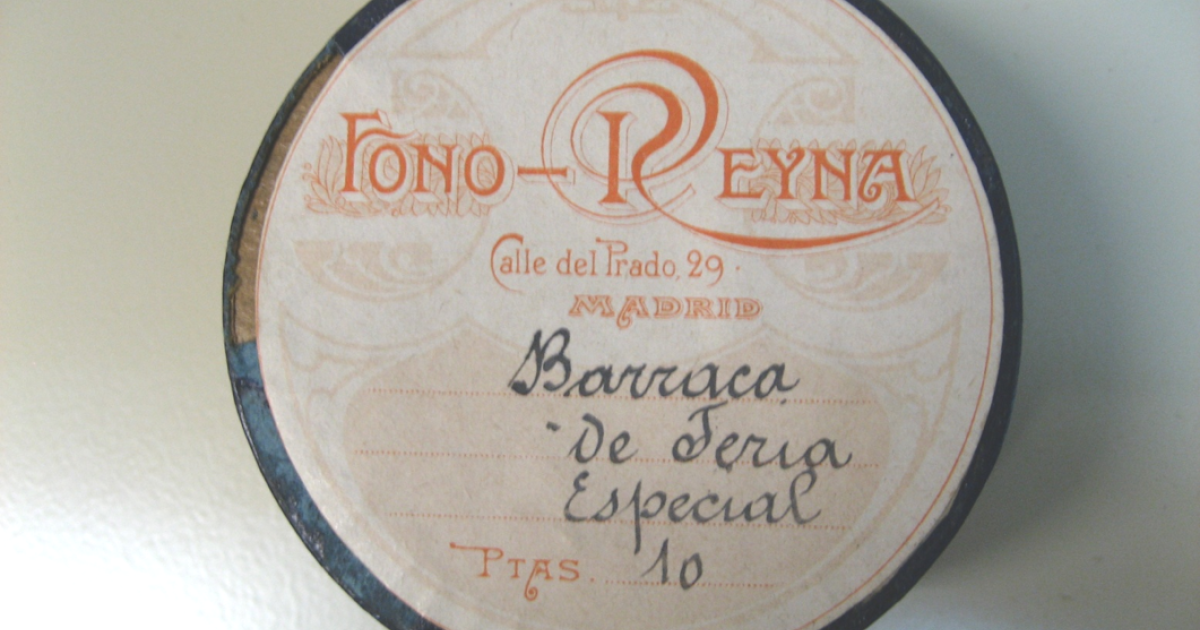 FONO-REYNA
Calle del Prado, 29.
MADRID
Barraca
de Feria
Especial
PTAS. 10